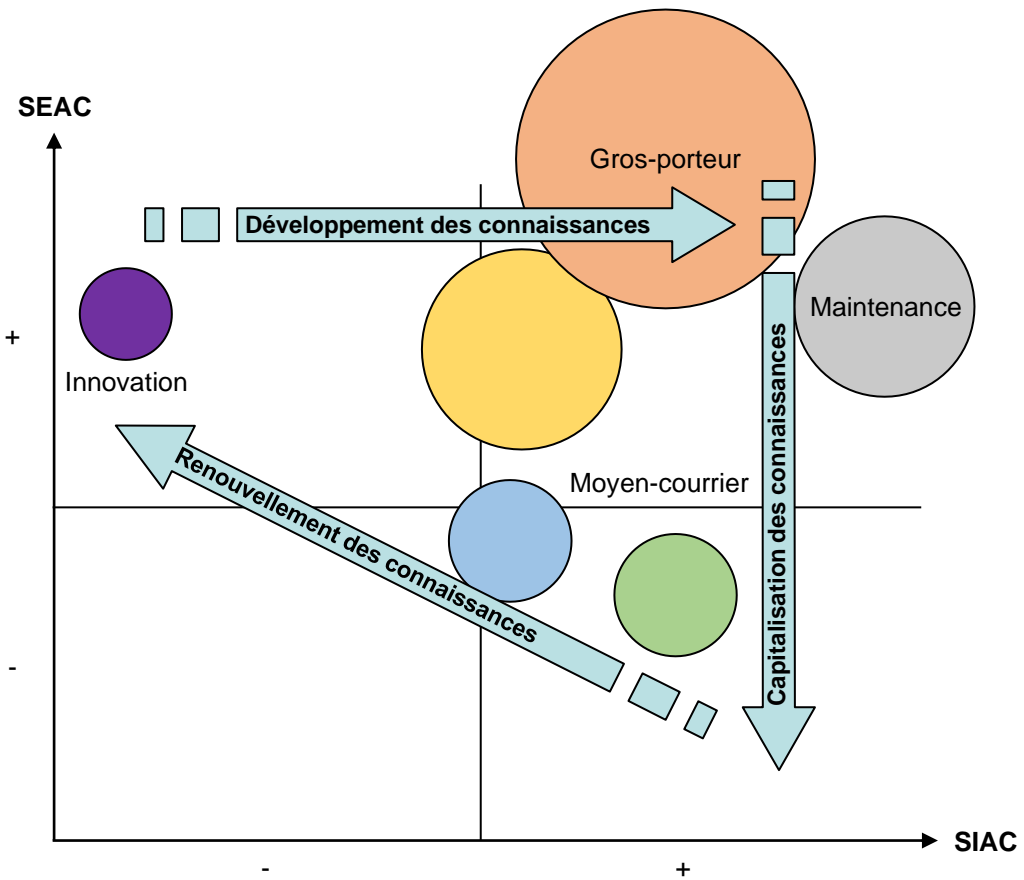 SEAC
Gros-porteur
Développement des connaissances
Maintenance
+
Innovation
Capitalisation des connaissances
Renouvellement des connaissances
Moyen-courrier
-
SIAC
-
+